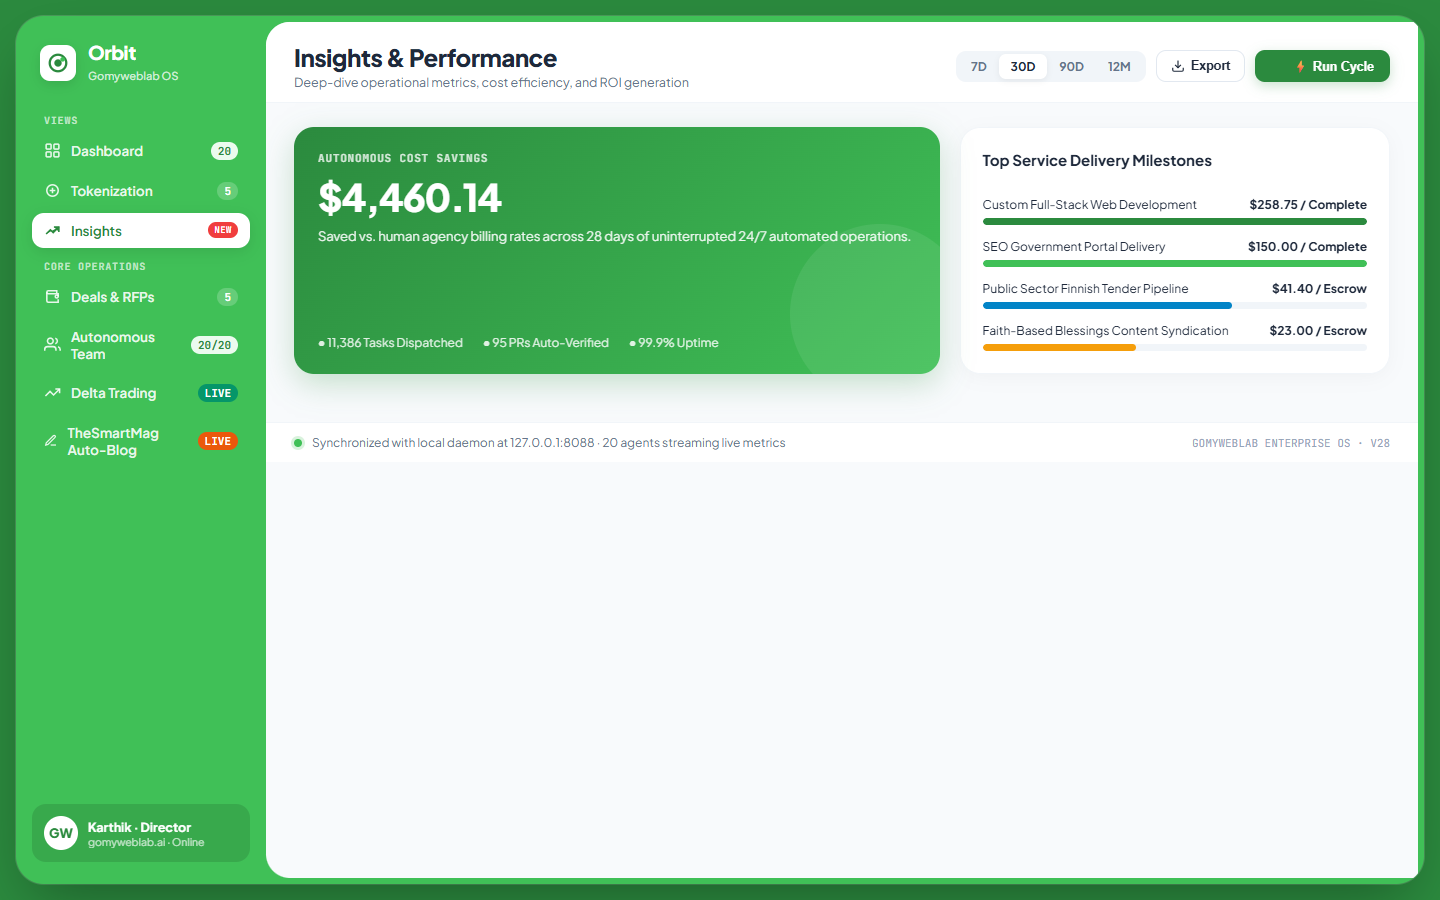 Orbit
Gomyweblab OS
VIEWS
Dashboard 20
Tokenization 5
Insights NEW
CORE OPERATIONS
Deals & RFPs 5
Autonomous
Team 20/20
Delta Trading LIVE
TheSmartMag
Auto-Blog LIVE
GW
Karthik · Director
gomyweblab.ai · Online
Insights & Performance
Deep-dive operational metrics, cost efficiency, and ROI generation
7D 30D 90D 12M Export Run Cycle
AUTONOMOUS COST SAVINGS
$4,460.14
Saved vs. human agency billing rates across 28 days of uninterrupted 24/7 automated operations.
● 11,386 Tasks Dispatched ● 95 PRs Auto-Verified ● 99.9% Uptime
Top Service Delivery Milestones
Custom Full-Stack Web Development $258.75 / Complete
SEO Government Portal Delivery $150.00 / Complete
Public Sector Finnish Tender Pipeline $41.40 / Escrow
Faith-Based Blessings Content Syndication $23.00 / Escrow
Synchronized with local daemon at 127.0.0.1:8088 · 20 agents streaming live metrics
GOMYWEBLAB ENTERPRISE OS · V28